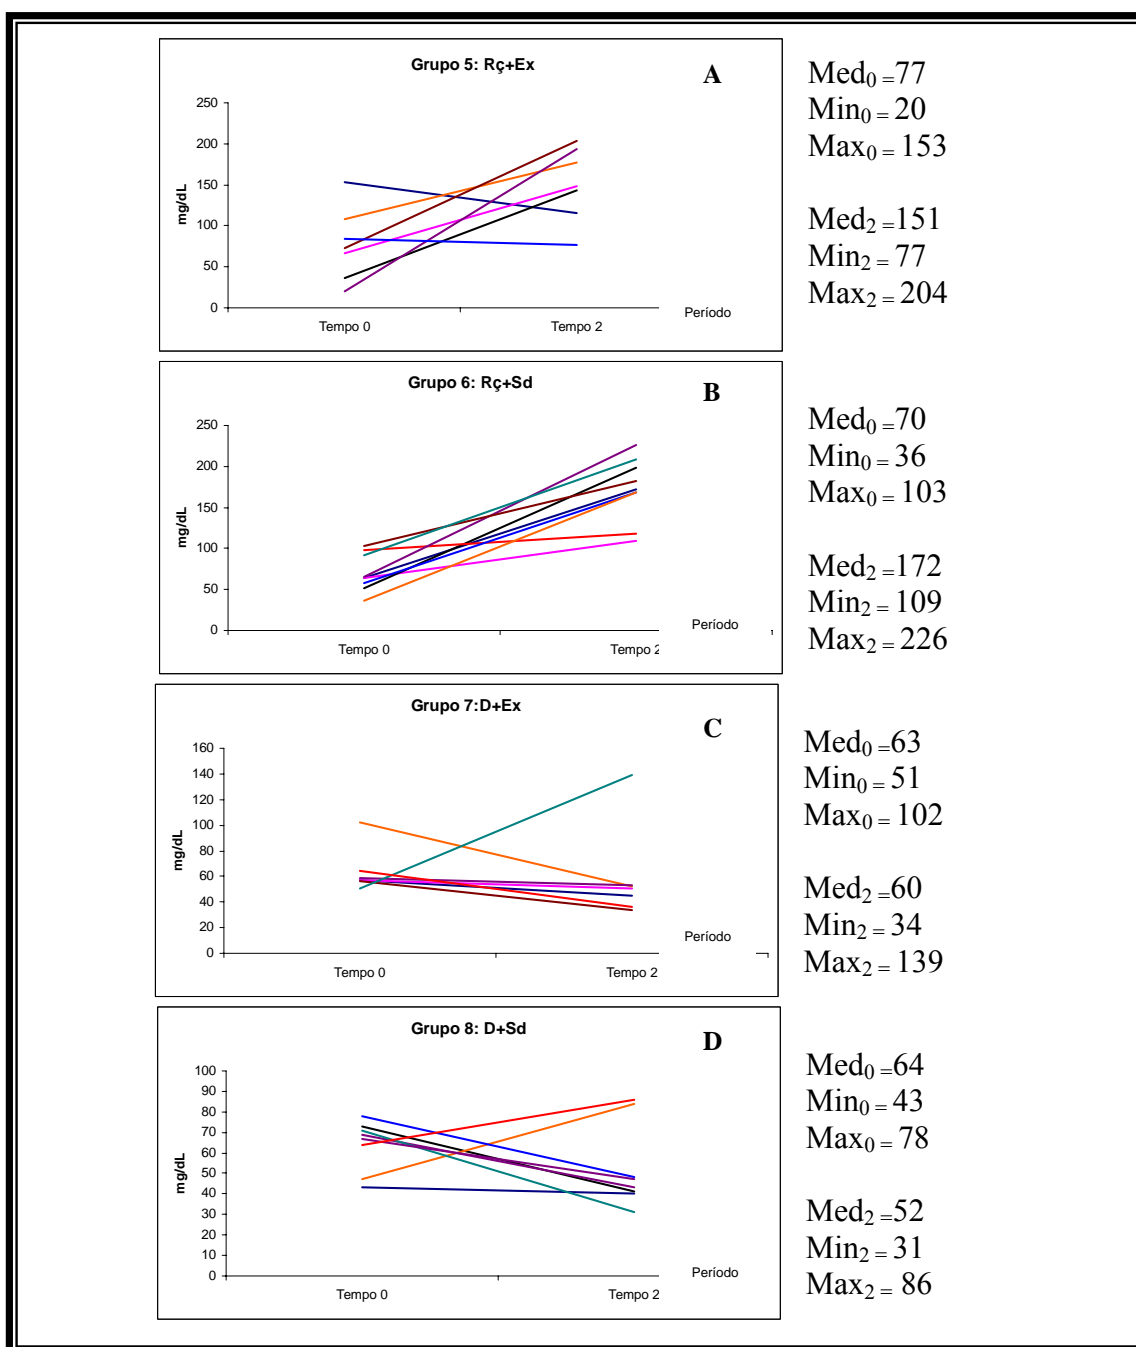 Grupo 5: Rç+Ex
A
250
200
150
100
50
0
mg/dL
Tempo 0
Tempo 2
Período
Med0 =77
Min0 = 20
Max0 = 153
Med2 =151
Min2 = 77
Max2 = 204
Grupo 6: Rç+Sd
B
250
200
150
100
50
0
mg/dL
Tempo 0
Tempo 2
Período
Med0 =70
Min0 = 36
Max0 = 103
Med2 =172
Min2 = 109
Max2 = 226
Grupo 7:D+Ex
C
160
140
120
100
80
60
40
20
0
mg/dL
Tempo 0
Tempo 2
Período
Med0 =63
Min0 = 51
Max0 = 102
Med2 =60
Min2 = 34
Max2 = 139
Grupo 8: D+Sd
D
100
90
80
70
60
50
40
30
20
10
0
mg/dL
Tempo 0
Tempo 2
Período
Med0 =64
Min0 = 43
Max0 = 78
Med2 =52
Min2 = 31
Max2 = 86